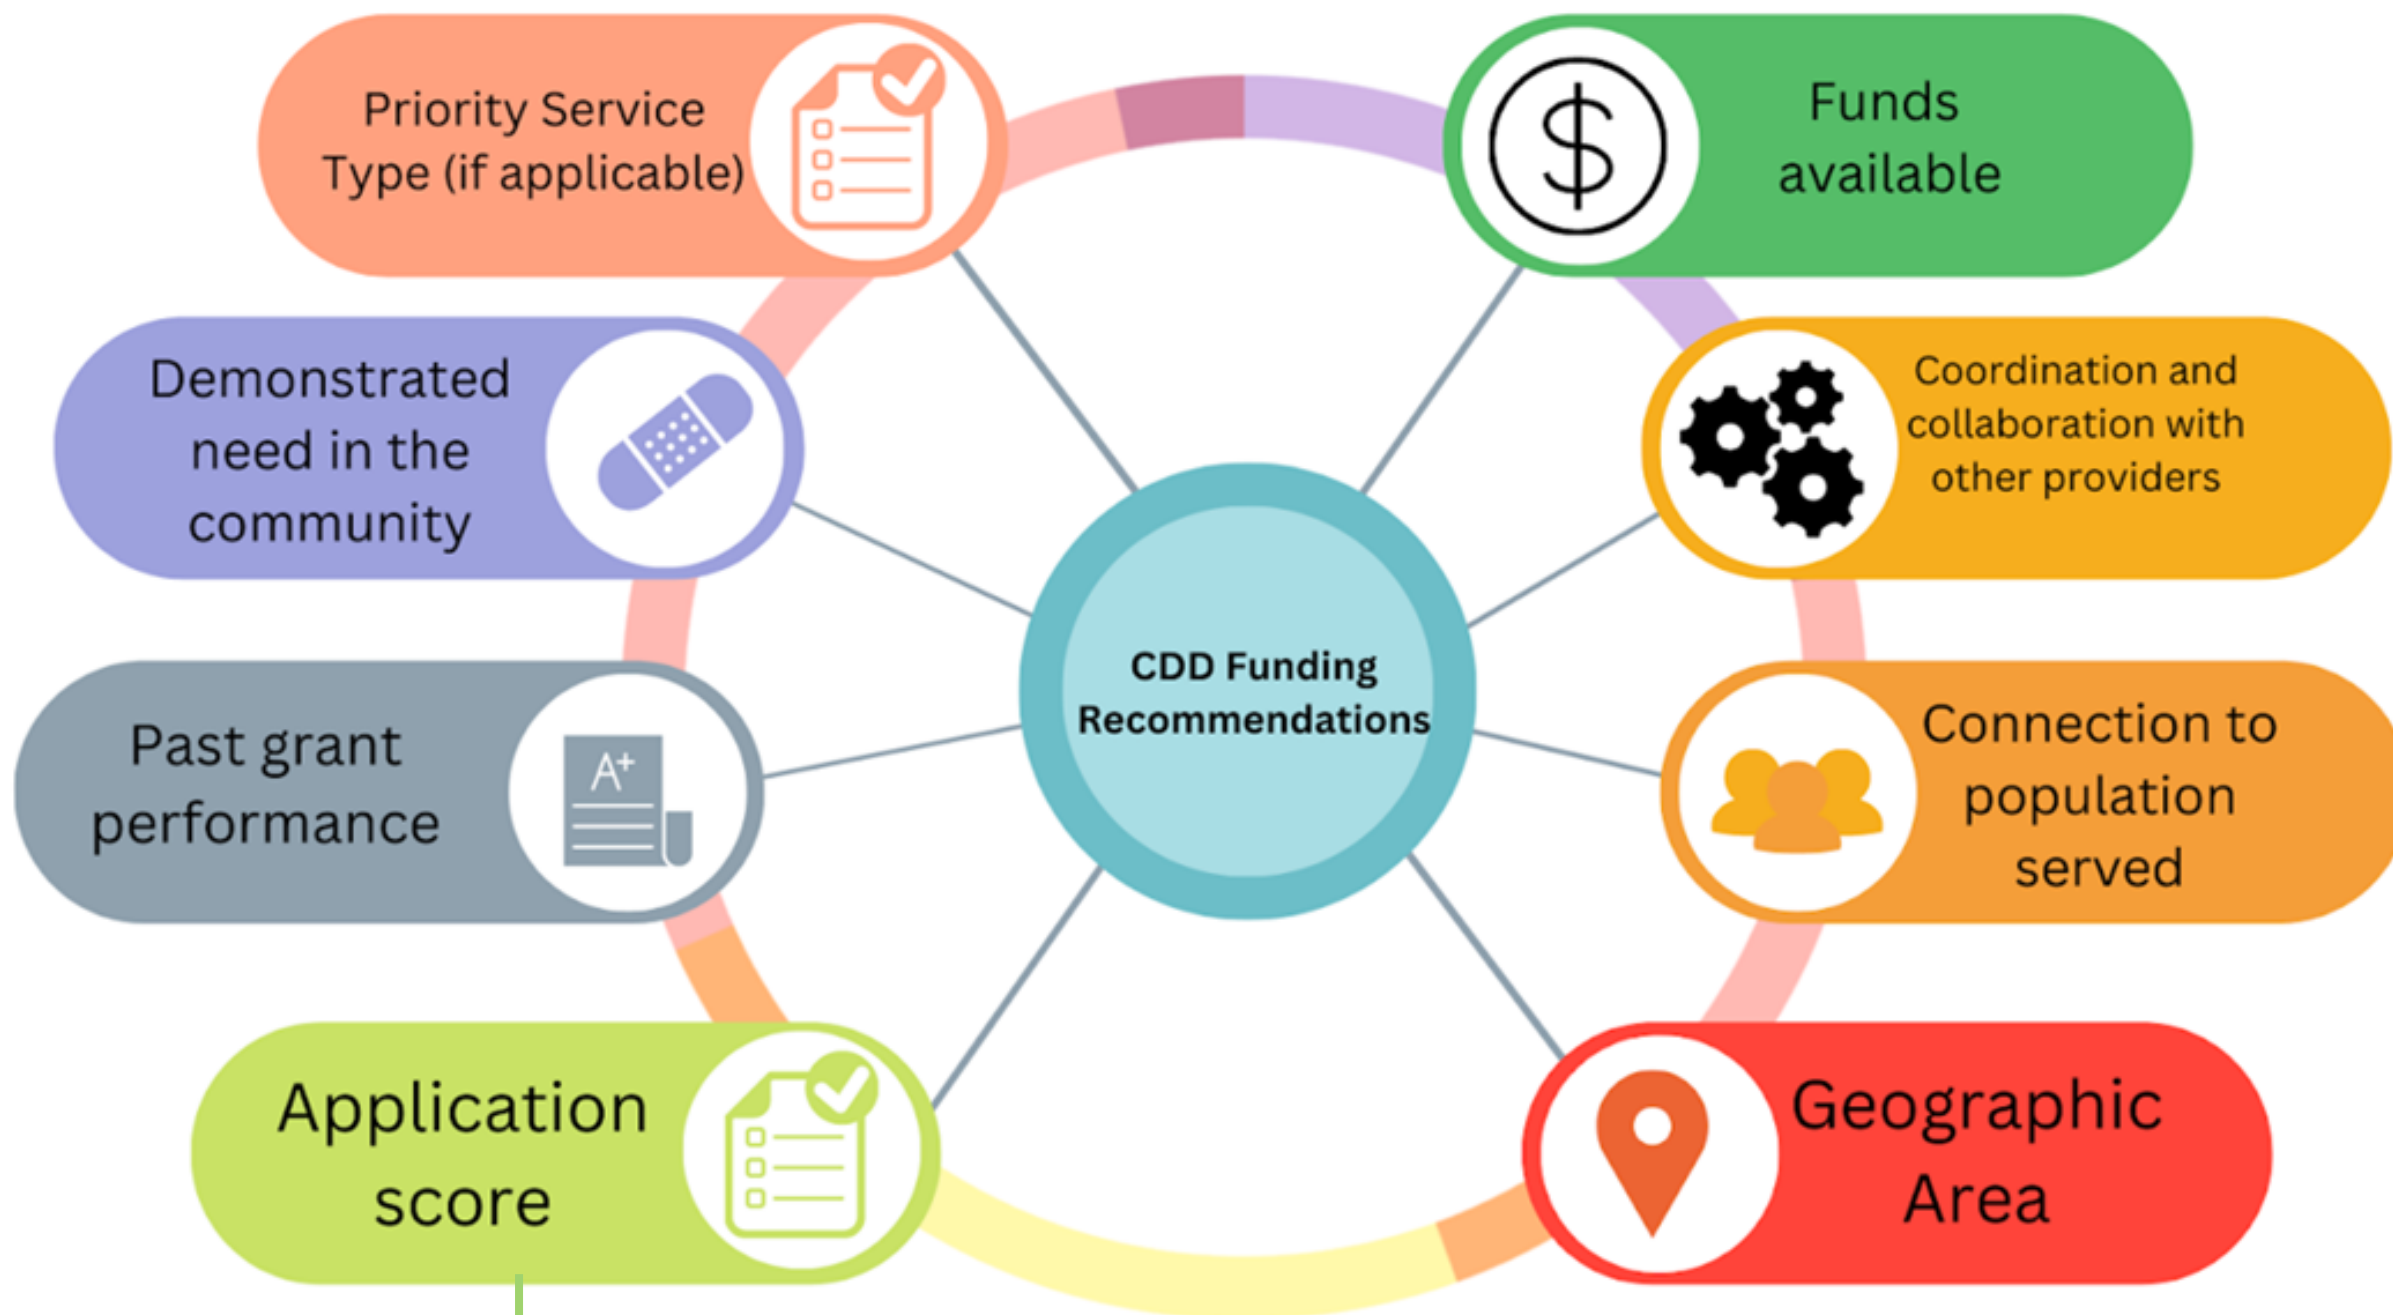 Priority Service
Type (if applicable)
$
Funds
available
Demonstrated
need in the
community
Coordination and
collaboration with
other providers
CDD Funding
Recommendations
Past grant
performance
A+
Connection to
population
served
Application
score
Geographic
Area